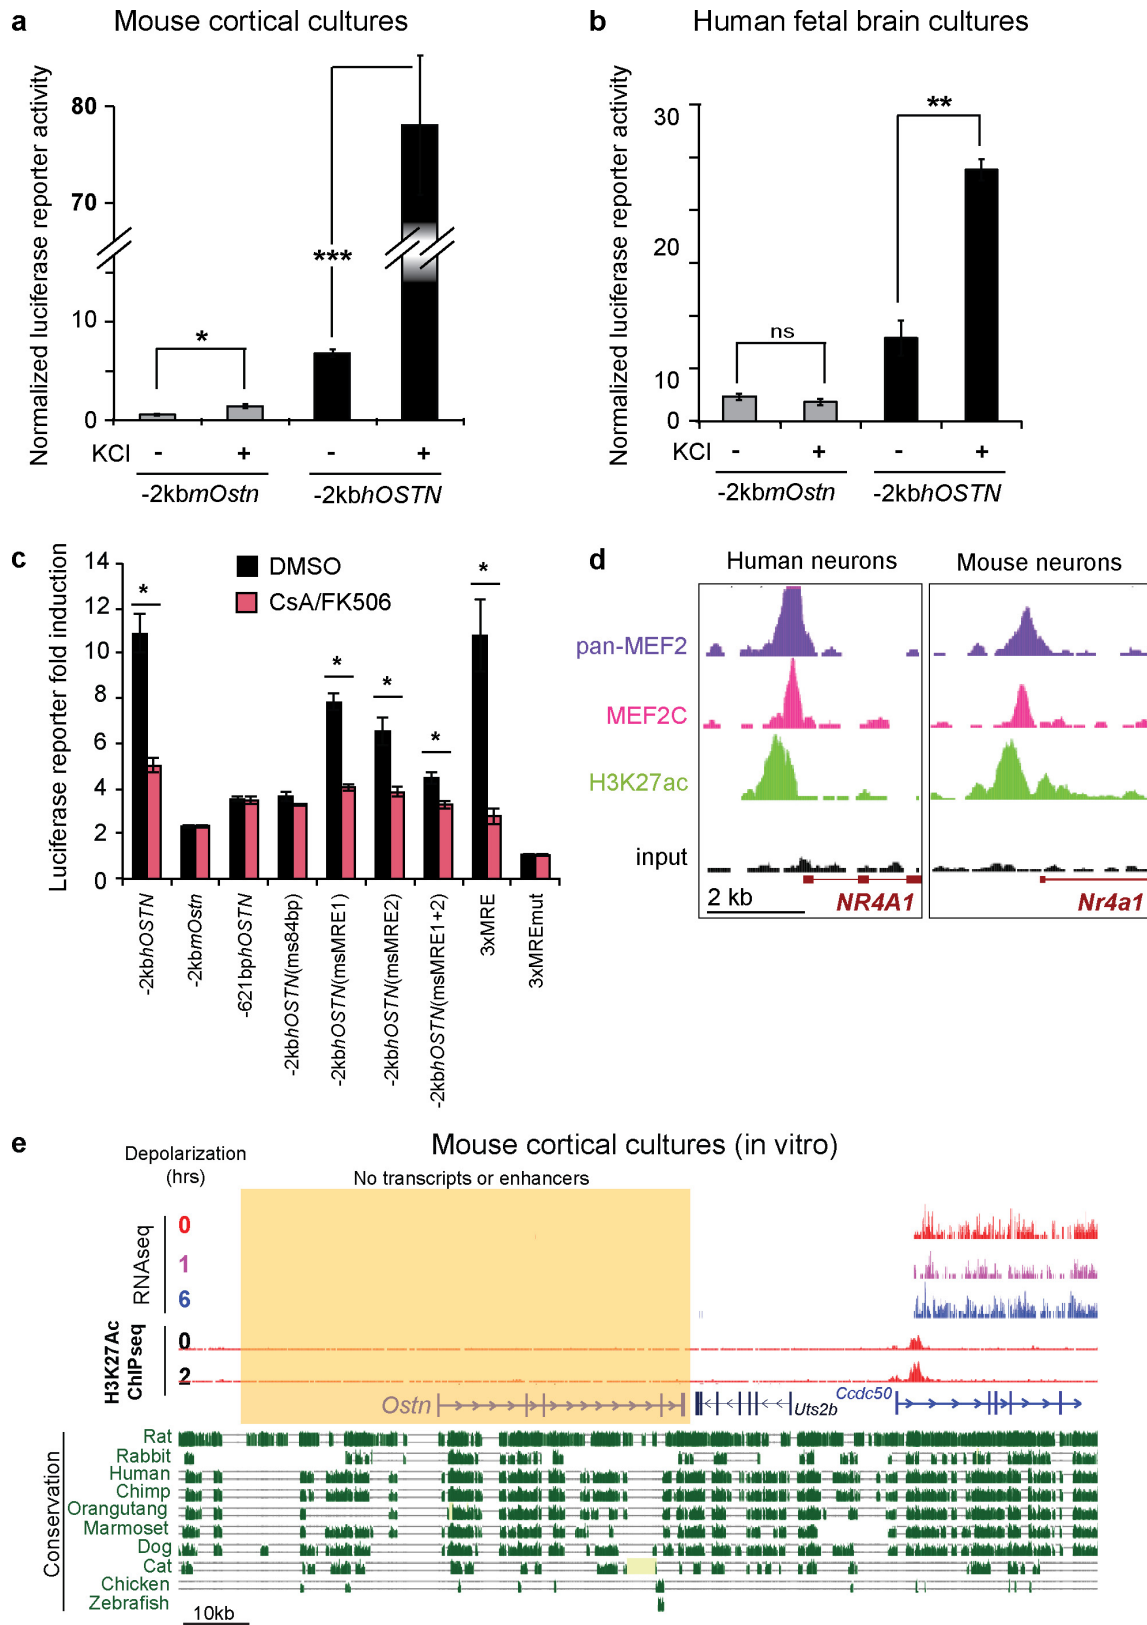 a
Mouse cortical cultures
Normalized luciferase reporter activity
80
70
10
0
*
***
KCl - + - +
-2kbmOstn -2kbhOSTN
b
Human fetal brain cultures
Normalized luciferase reporter activity
30
20
10
0
ns
**
KCl - + - +
-2kbmOstn -2kbhOSTN
c
Luciferase reporter fold induction
14
12
10
8
6
4
2
0
DMSO
CsA/FK506
* * * * *
-2kbhOSTN
-2kbmOstn
-621bphOSTN
-2kbhOSTN(ms84bp)
-2kbhOSTN(msMRE1)
-2kbhOSTN(msMRE2)
-2kbhOSTN(msMRE1+2)
3xMRE
3xMREmut
d
Human neurons Mouse neurons
pan-MEF2
MEF2C
H3K27ac
input
2 kb
NR4A1
Nr4a1
e
Mouse cortical cultures (in vitro)
Depolarization
(hrs)
No transcripts or enhancers
RNAseq
0
1
6
H3K27Ac
ChIPseq
0
2
Ostn
Uts2b
Ccdc50
Conservation
Rat
Rabbit
Human
Chimp
Orangutang
Marmoset
Dog
Cat
Chicken
Zebrafish
10kb